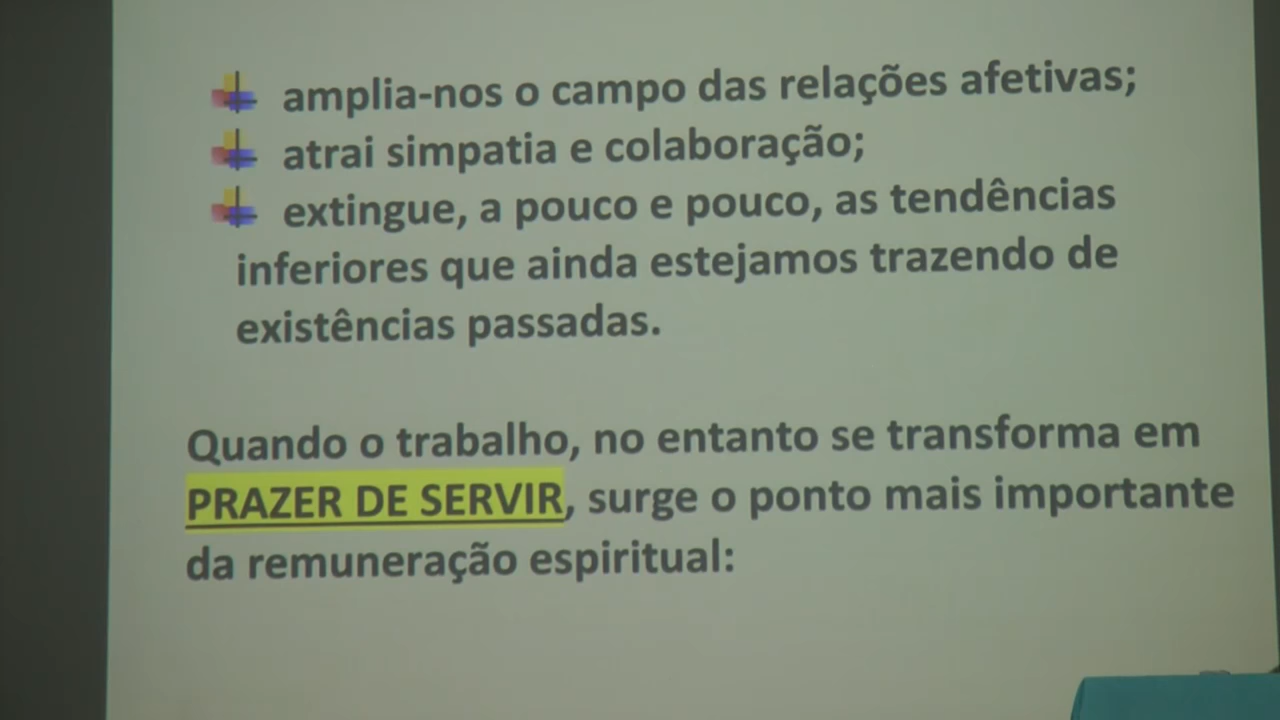 amplia-nos o campo das relações afetivas;
atrai simpatia e colaboração;
extingue, a pouco e pouco, as tendências
inferiores que ainda estejamos trazendo de
existências passadas.
Quando o trabalho, no entanto se transforma em
PRAZER DE SERVIR, surge o ponto mais importante
da remuneração espiritual: